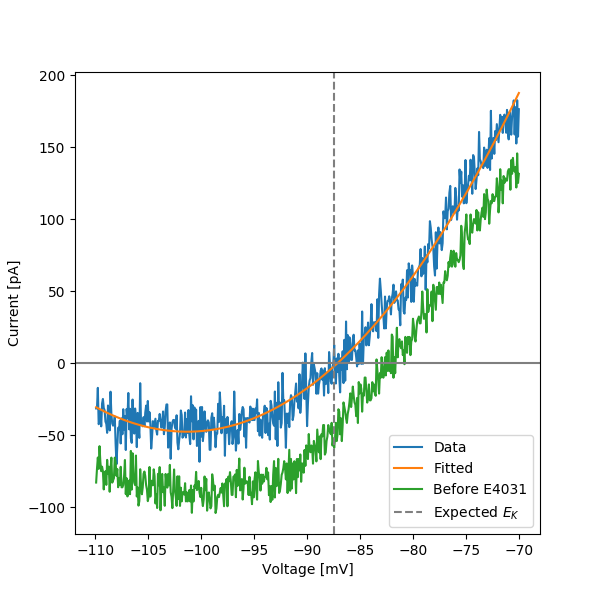 200
150
100
50
0
−50
−100
−110
−105
−100
−95
−90
−85
−80
−75
−70
Current [pA]
Voltage [mV]
Data
Fitted
Before E4031
Expected E_K